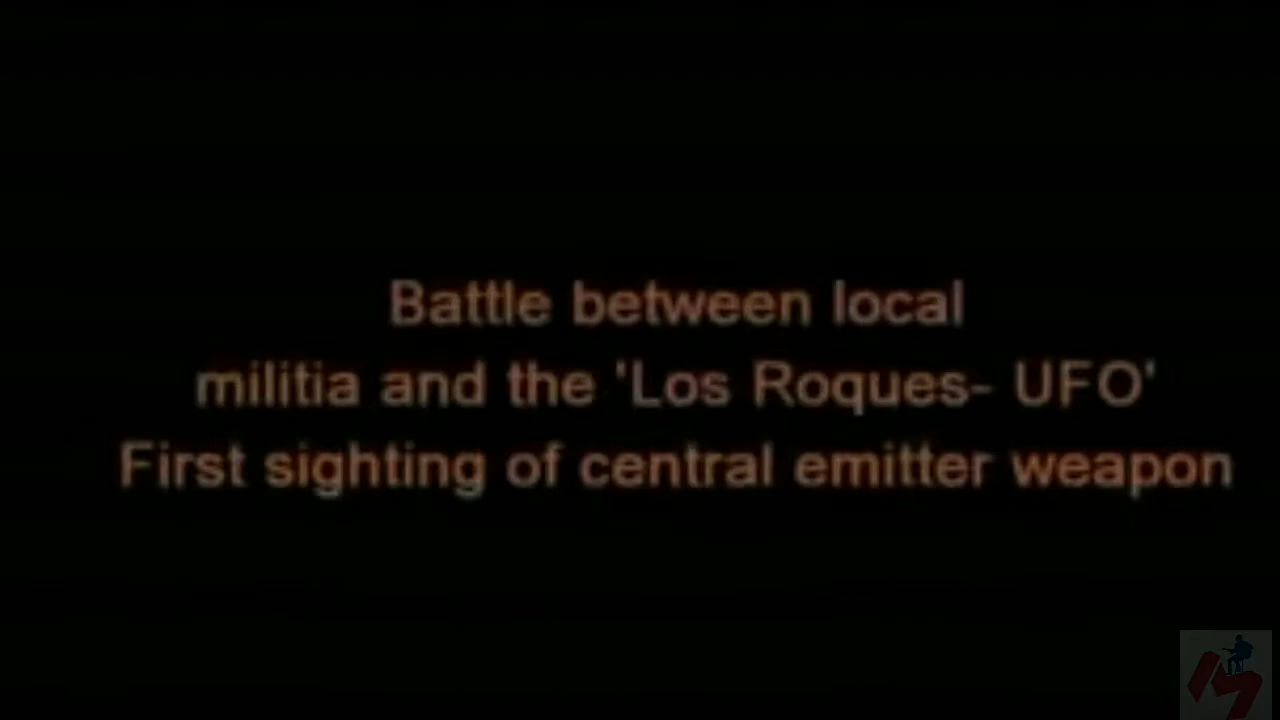 Battle between local
militia and the 'Los Roques- UFO'
First sighting of central emitter weapon